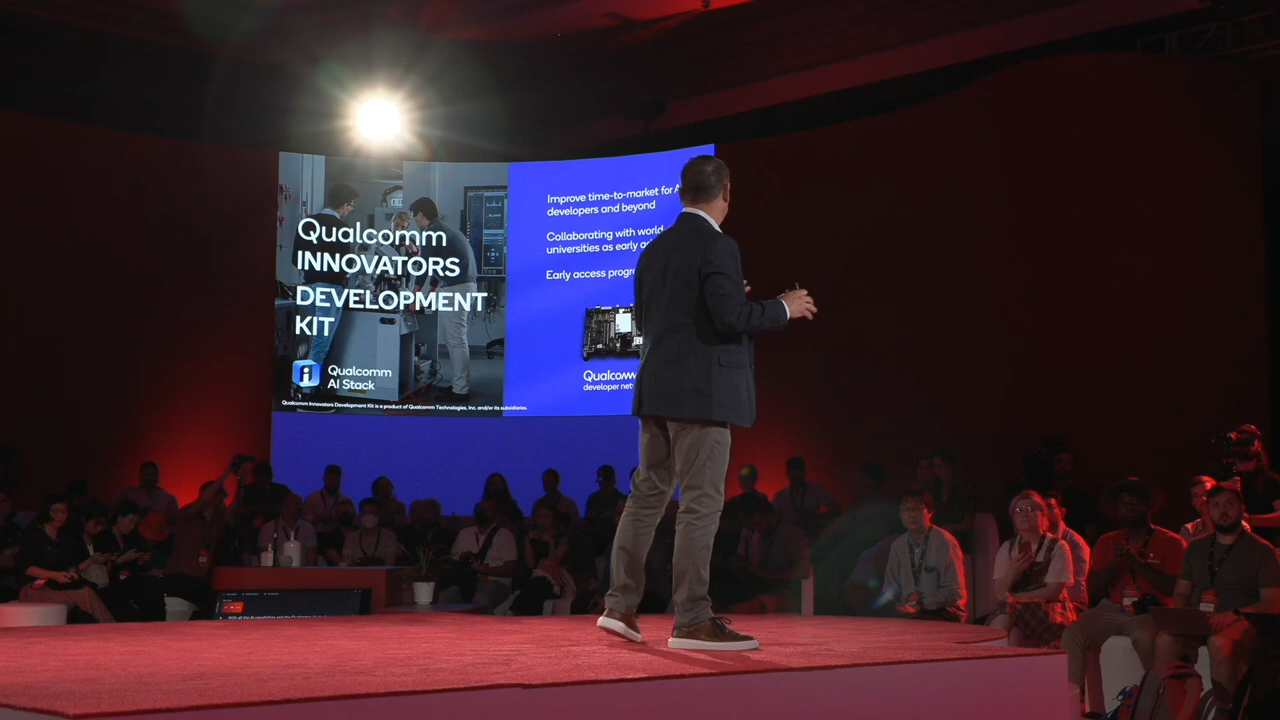 Qualcomm
INNOVATORS
DEVELOPMENT
KIT
Qualcomm
AI Stack
Qualcomm Innovators Development Kit is a product of Qualcomm Technologies, Inc. and/or its subsidiaries.
Improve time-to-market for
developers and beyond
Collaborating with world
universities as early
Early access
Qualcomm
developer